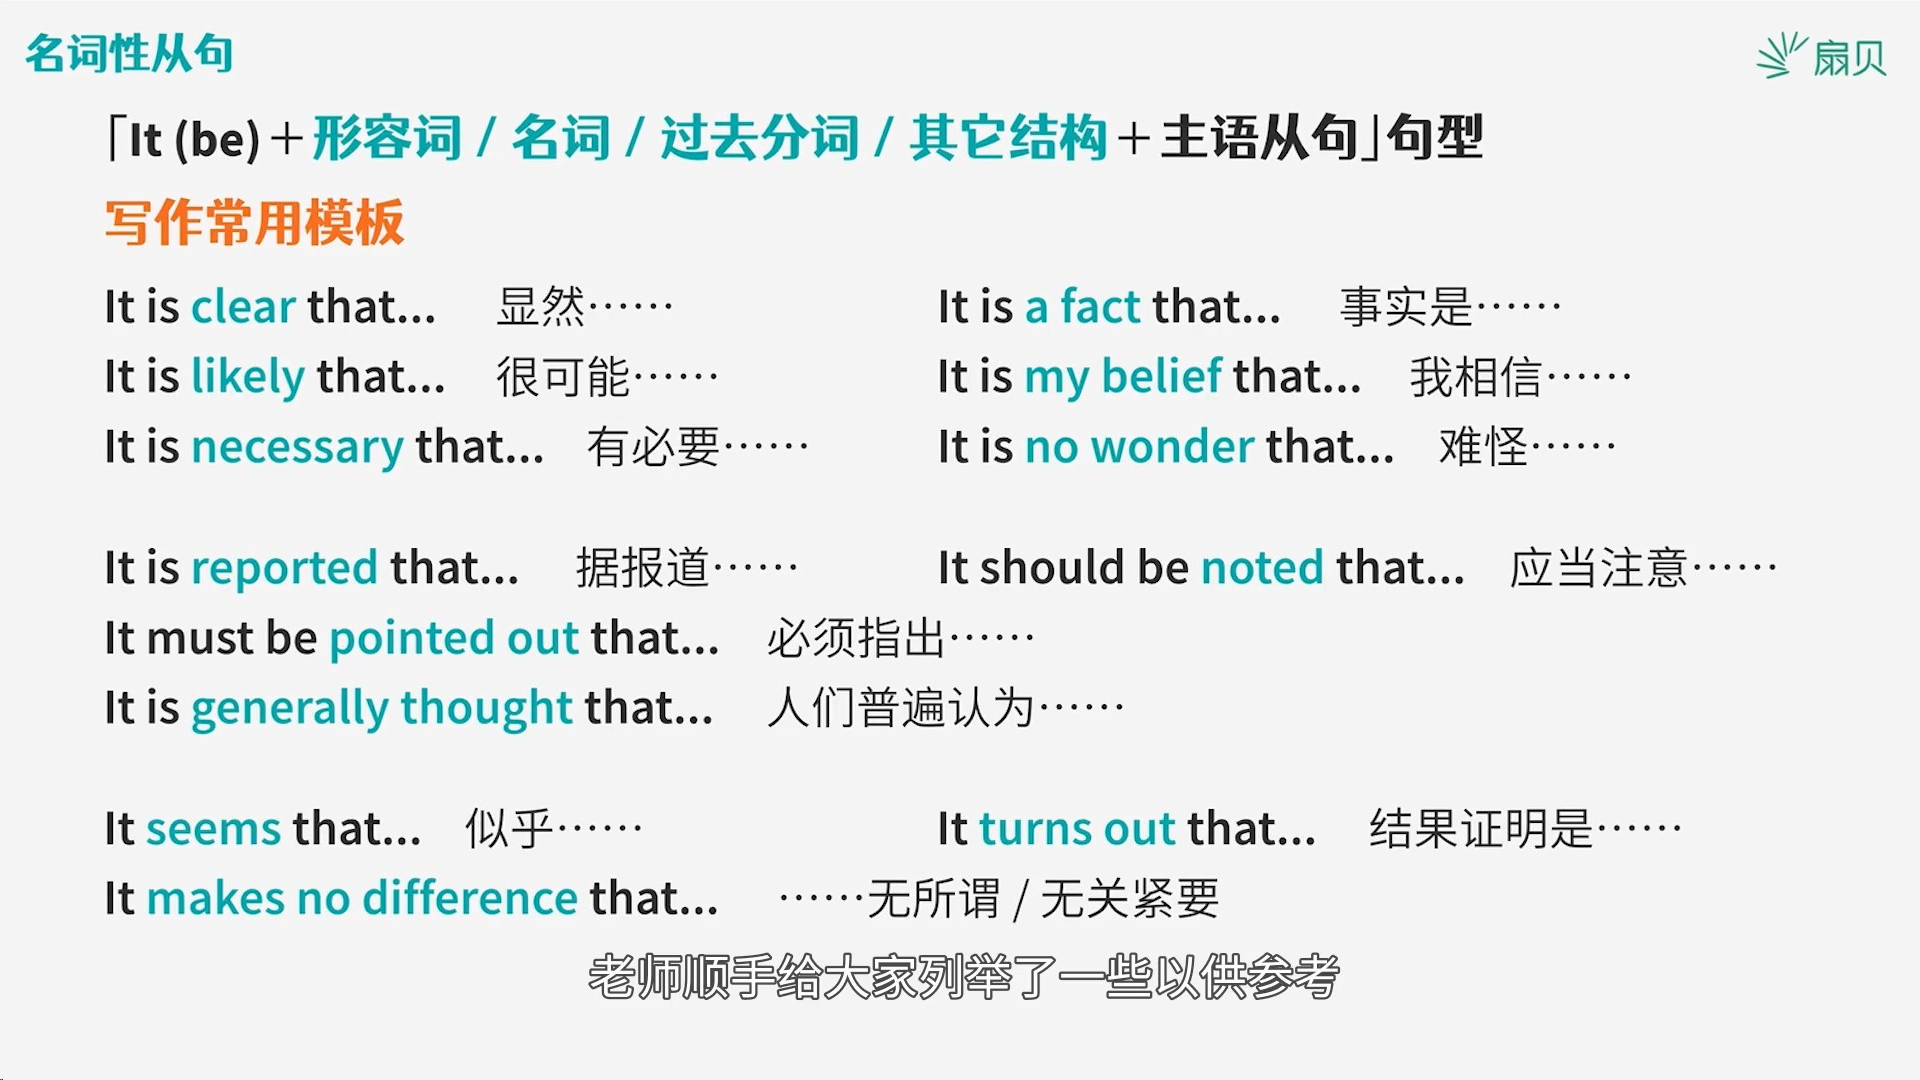 名词性从句
扇贝
「It (be)＋形容词 / 名词 / 过去分词 / 其它结构＋主语从句」句型
写作常用模板
It is clear that... 显然……
It is a fact that... 事实是……
It is likely that... 很可能……
It is my belief that... 我相信……
It is necessary that... 有必要……
It is no wonder that... 难怪……
It is reported that... 据报道……
It should be noted that... 应当注意……
It must be pointed out that... 必须指出……
It is generally thought that... 人们普遍认为……
It seems that... 似乎……
It turns out that... 结果证明是……
It makes no difference that... ……无所谓 / 无关紧要
老师顺手给大家列举了一些以供参考